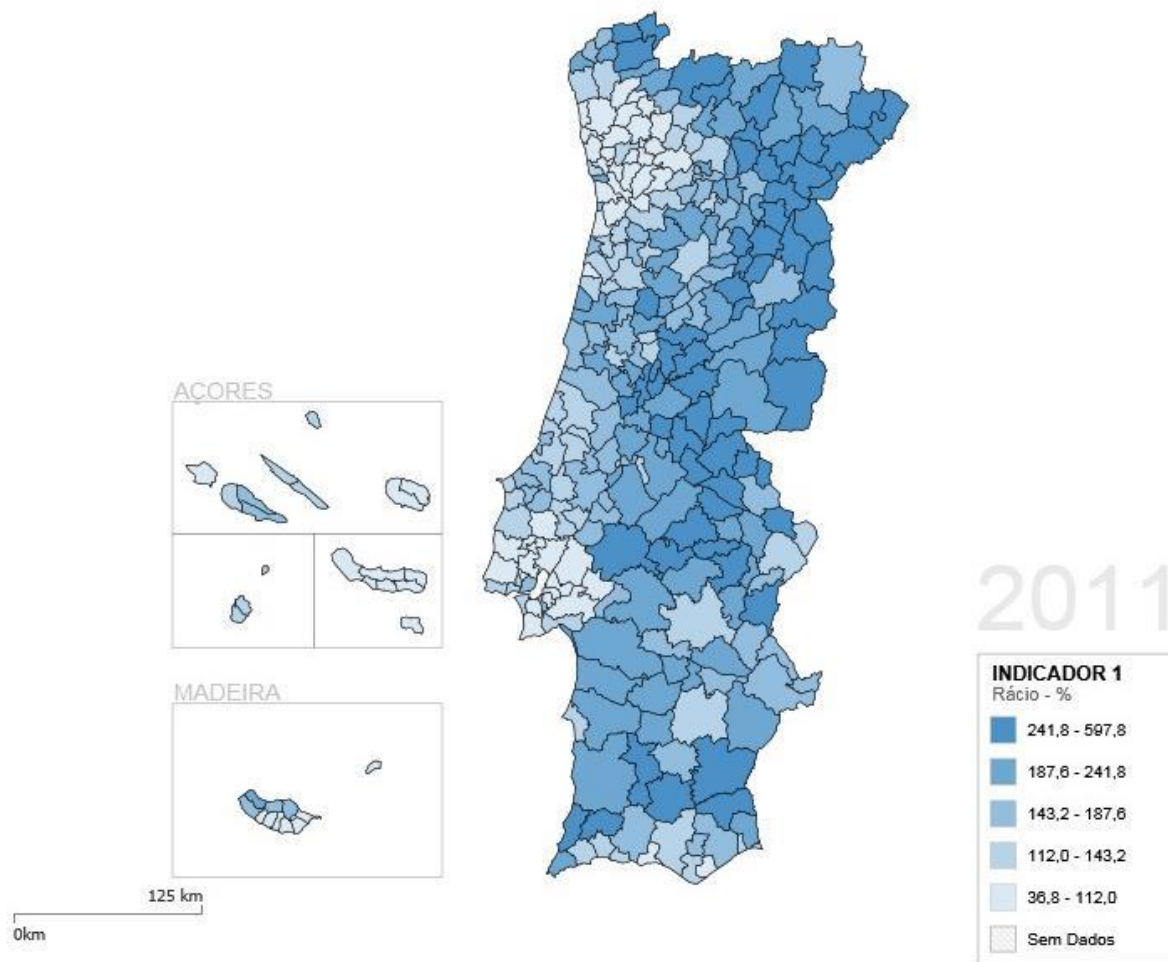 AÇORES
MADEIRA
125 km
0km
2011
INDICADOR 1
Rácio - %
241,8 - 597,8
187,6 - 241,8
143,2 - 187,6
112,0 - 143,2
36,8 - 112,0
Sem Dados